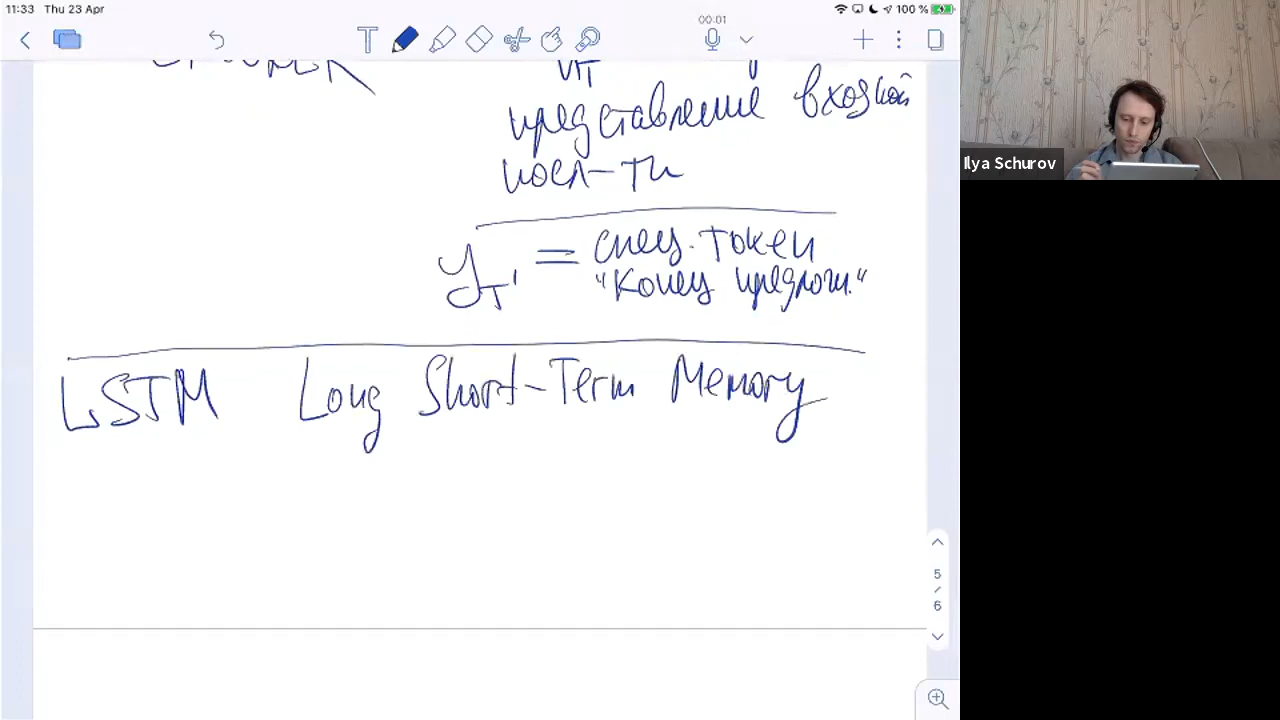 11:33 Thu 23 Apr
100 %
00:01
T
представление входной
посл-ти
y_T' = спец. токен
"Конец предлож."
LSTM Long Short-Term Memory
5
/
6
Ilya Schurov